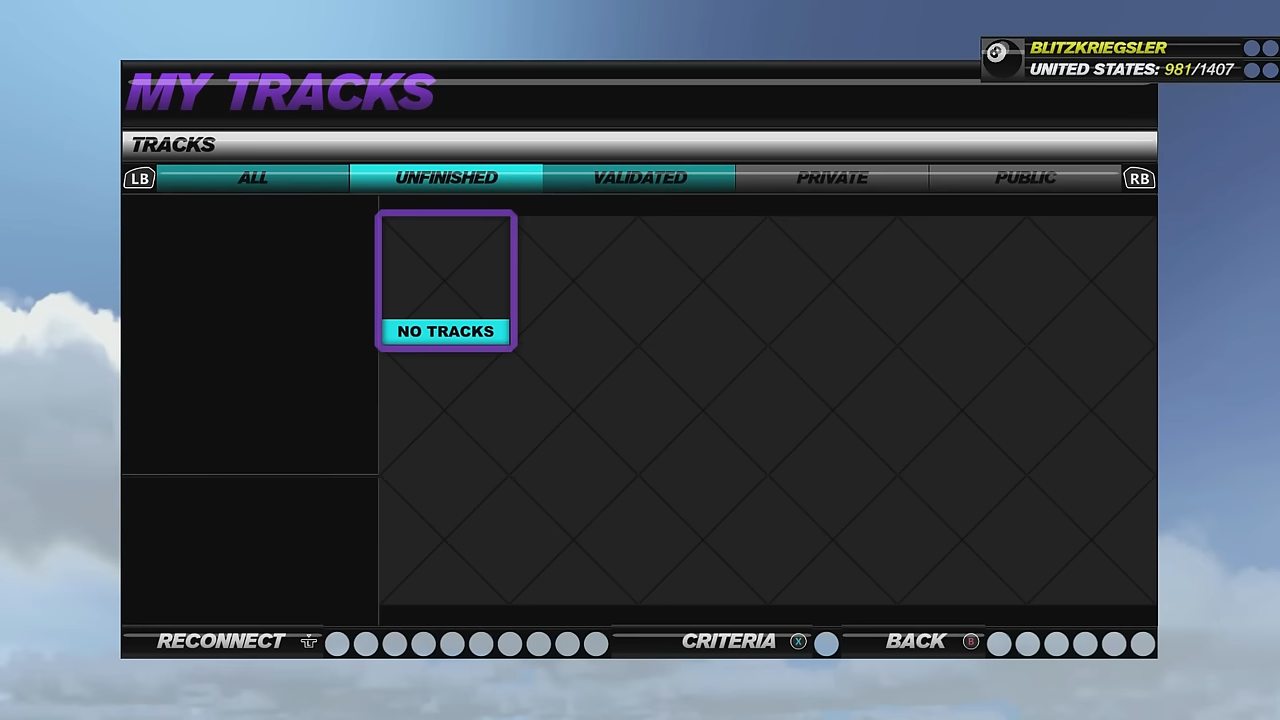 BLITZKRIEGSLER
UNITED STATES: 981/1407
MY TRACKS
TRACKS
LB ALL UNFINISHED VALIDATED PRIVATE PUBLIC RB
NO TRACKS
RECONNECT LT CRITERIA X BACK B